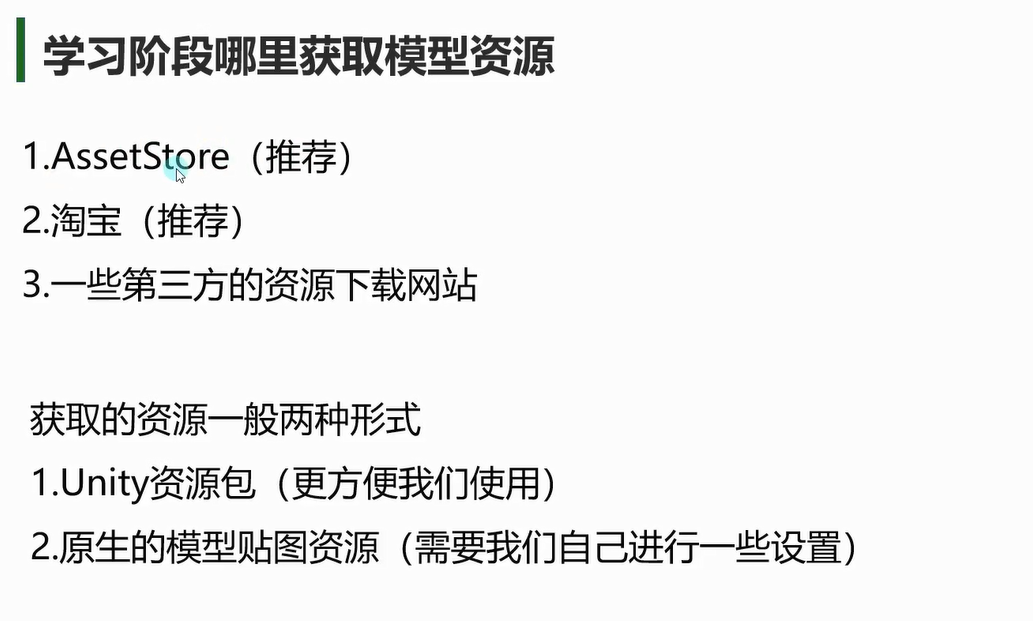 学习阶段哪里获取模型资源
1.AssetStore（推荐）
2.淘宝（推荐）
3.一些第三方的资源下载网站
获取的资源一般两种形式
1.Unity资源包（更方便我们使用）
2.原生的模型贴图资源（需要我们自己进行一些设置）